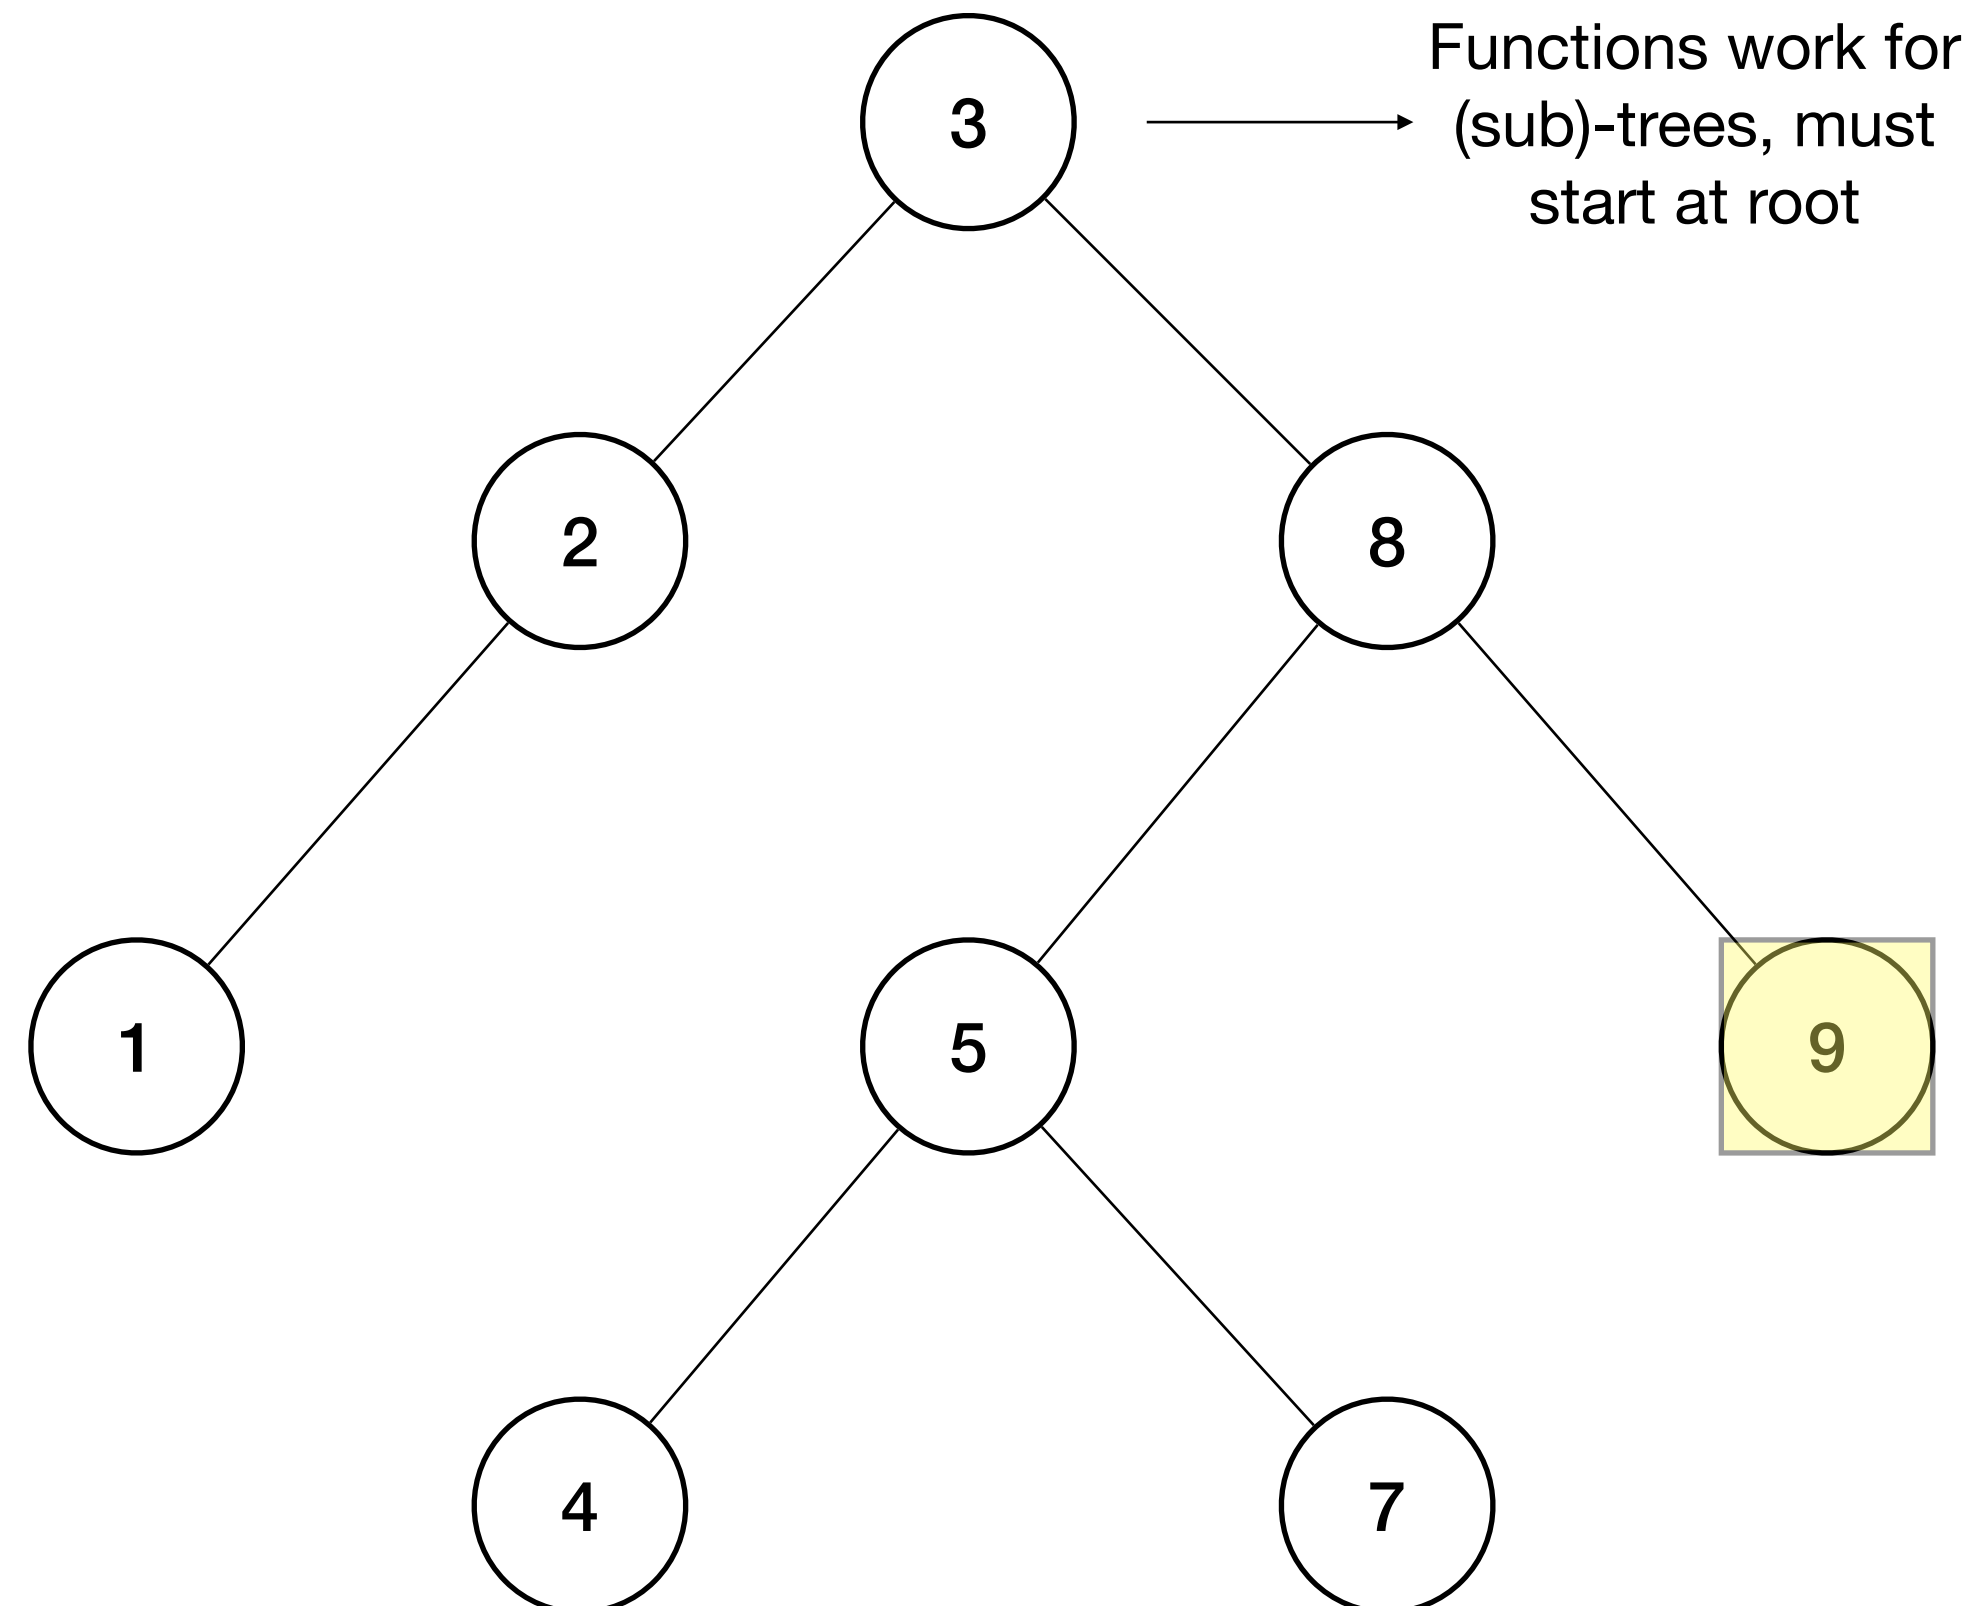 3
Functions work for
(sub)-trees, must
start at root
2
8
1
5
9
4
7